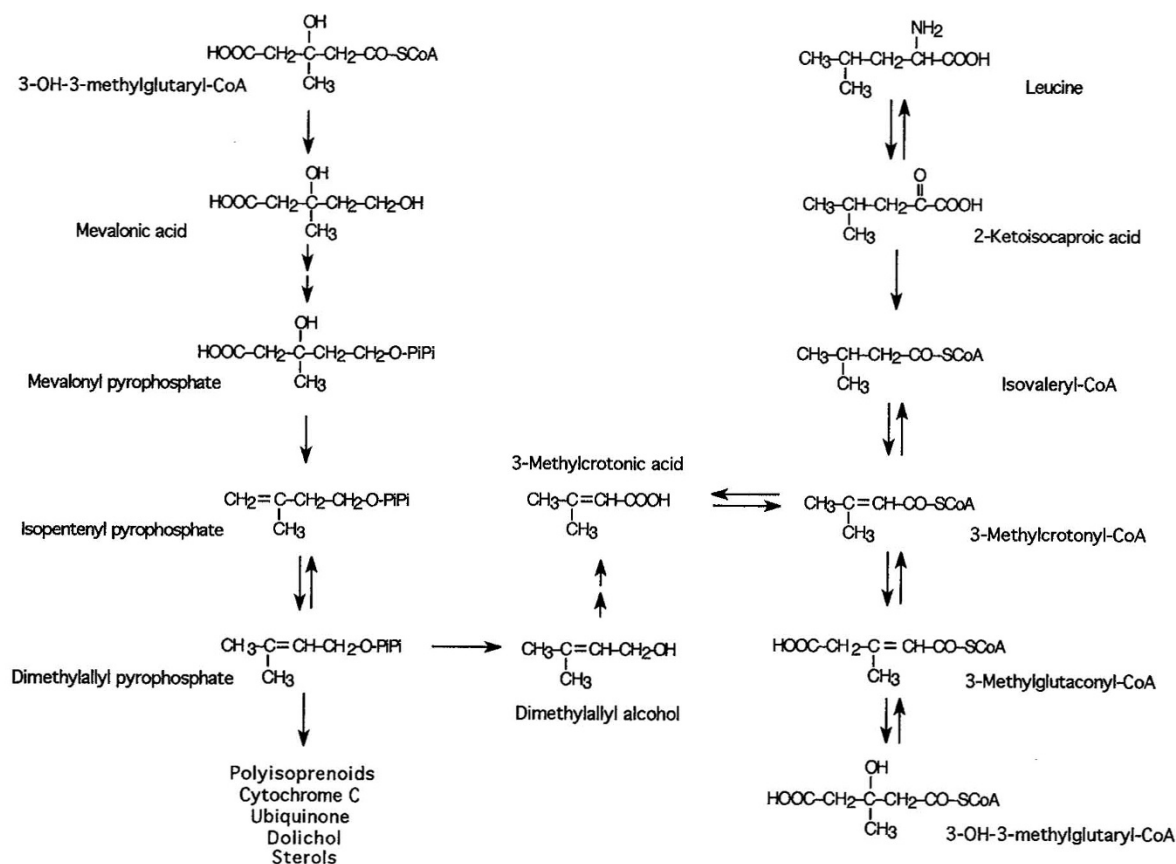 OH
HOOC-CH2-C-CH2-CO-SCoA
CH3
3-OH-3-methylglutaryl-CoA
OH
HOOC-CH2-C-CH2-CH2OH
CH3
Mevalonic acid
OH
HOOC-CH2-C-CH2-CH2-O-PiPi
CH3
Mevalonyl pyrophosphate
CH2=C-CH2-CH2-O-PiPi
CH3
Isopentenyl pyrophosphate
CH3-C=CH-CH2-O-PiPi
CH3
Dimethylallyl pyrophosphate
Polyisoprenoids
Cytochrome C
Ubiquinone
Dolichol
Sterols
3-Methylcrotonic acid
CH3-C=CH-COOH
CH3
CH3-C=CH-CH2-OH
CH3
Dimethylallyl alcohol
NH2
CH3-CH-CH2-CH-COOH
CH3
Leucine
O
CH3-CH-CH2-C-COOH
CH3
2-Ketoisocaproic acid
CH3-CH-CH2-CO-SCoA
CH3
Isovaleryl-CoA
CH3-C=CH-CO-SCoA
CH3
3-Methylcrotonyl-CoA
HOOC-CH2-C=CH-CO-SCoA
CH3
3-Methylglutaconyl-CoA
OH
HOOC-CH2-C-CH2-CO-SCoA
CH3
3-OH-3-methylglutaryl-CoA